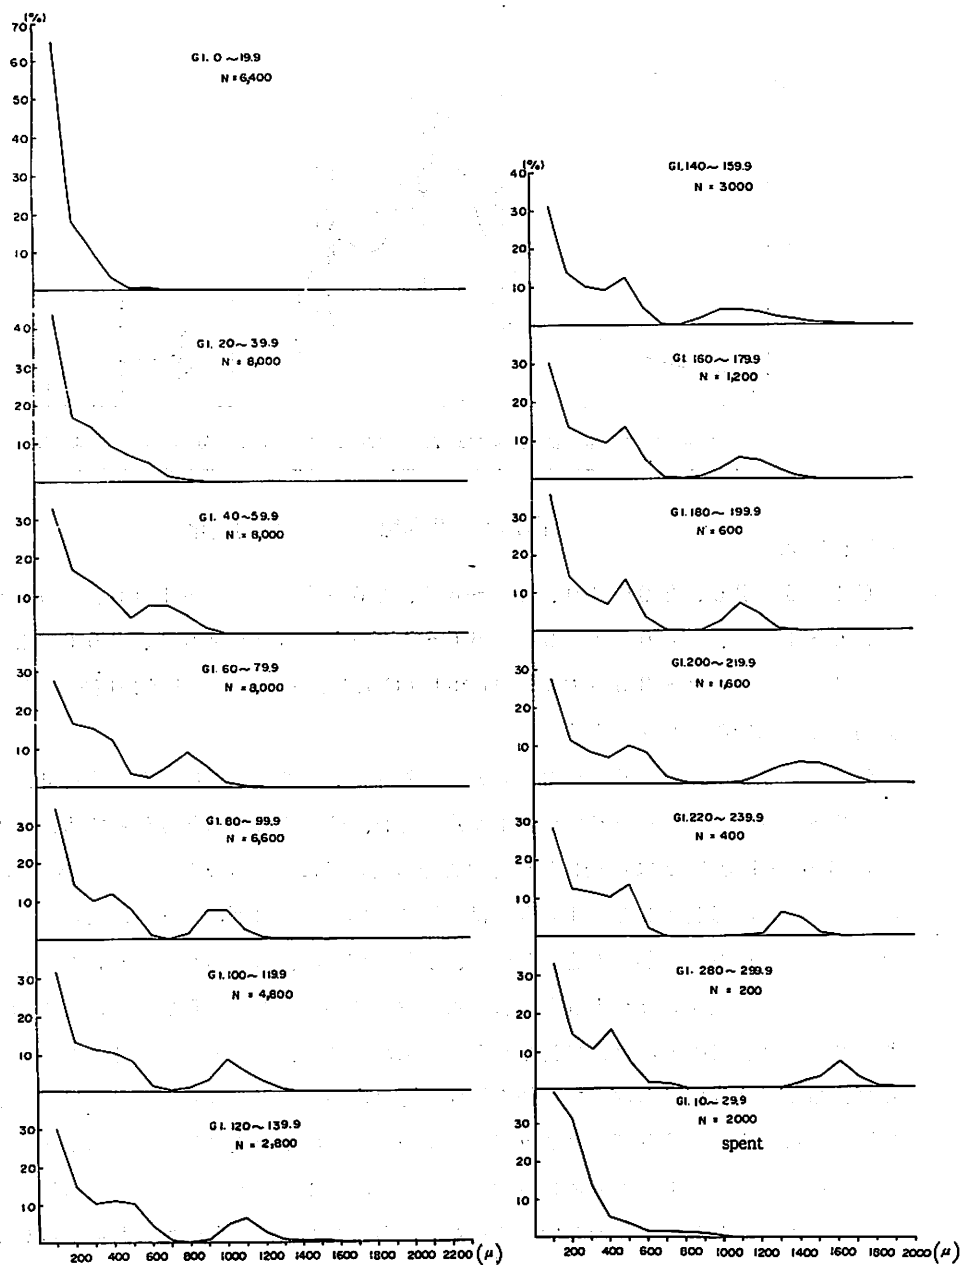 (%)
70
60
50
40
30
20
10
GI. 0 ~ 19.9
N = 6,400
40
30
20
10
GI. 20 ~ 39.9
N = 8,000
30
20
10
GI. 40 ~ 59.9
N = 8,000
30
20
10
GI. 60 ~ 79.9
N = 8,000
30
20
10
GI. 80 ~ 99.9
N = 6,600
30
20
10
GI. 100 ~ 119.9
N = 4,800
30
20
10
GI. 120 ~ 139.9
N = 2,800
200 400 600 800 1000 1200 1400 1600 1800 2000 2200 (μ)
(%)
40
30
20
10
GI. 140 ~ 159.9
N = 3000
30
20
10
GI. 160 ~ 179.9
N = 1,200
30
20
10
GI. 180 ~ 199.9
N = 600
30
20
10
GI. 200 ~ 219.9
N = 1,600
30
20
10
GI. 220 ~ 239.9
N = 400
30
20
10
GI. 280 ~ 299.9
N = 200
30
20
10
GI. 10 ~ 29.9
N = 2000
spent
200 400 600 800 1000 1200 1400 1600 1800 2000 (μ)